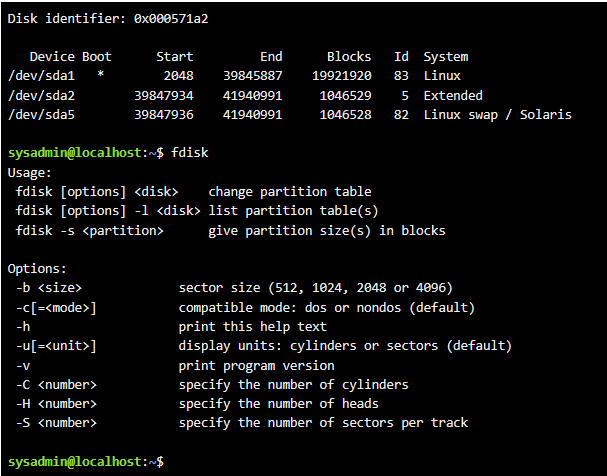 Disk identifier: 0x000571a2
   Device Boot      Start         End      Blocks   Id  System
/dev/sda1   *        2048    39845887    19921920   83  Linux
/dev/sda2        39847934    41940991     1046529    5  Extended
/dev/sda5        39847936    41940991     1046528   82  Linux swap / Solaris
sysadmin@localhost:~$ fdisk
Usage:
 fdisk [options] <disk>    change partition table
 fdisk [options] -l <disk> list partition table(s)
 fdisk -s <partition>      give partition size(s) in blocks
Options:
 -b <size>             sector size (512, 1024, 2048 or 4096)
 -c[=<mode>]           compatible mode: dos or nondos (default)
 -h                    print this help text
 -u[=<unit>]           display units: cylinders or sectors (default)
 -v                    print program version
 -C <number>           specify the number of cylinders
 -H <number>           specify the number of heads
 -S <number>           specify the number of sectors per track
sysadmin@localhost:~$